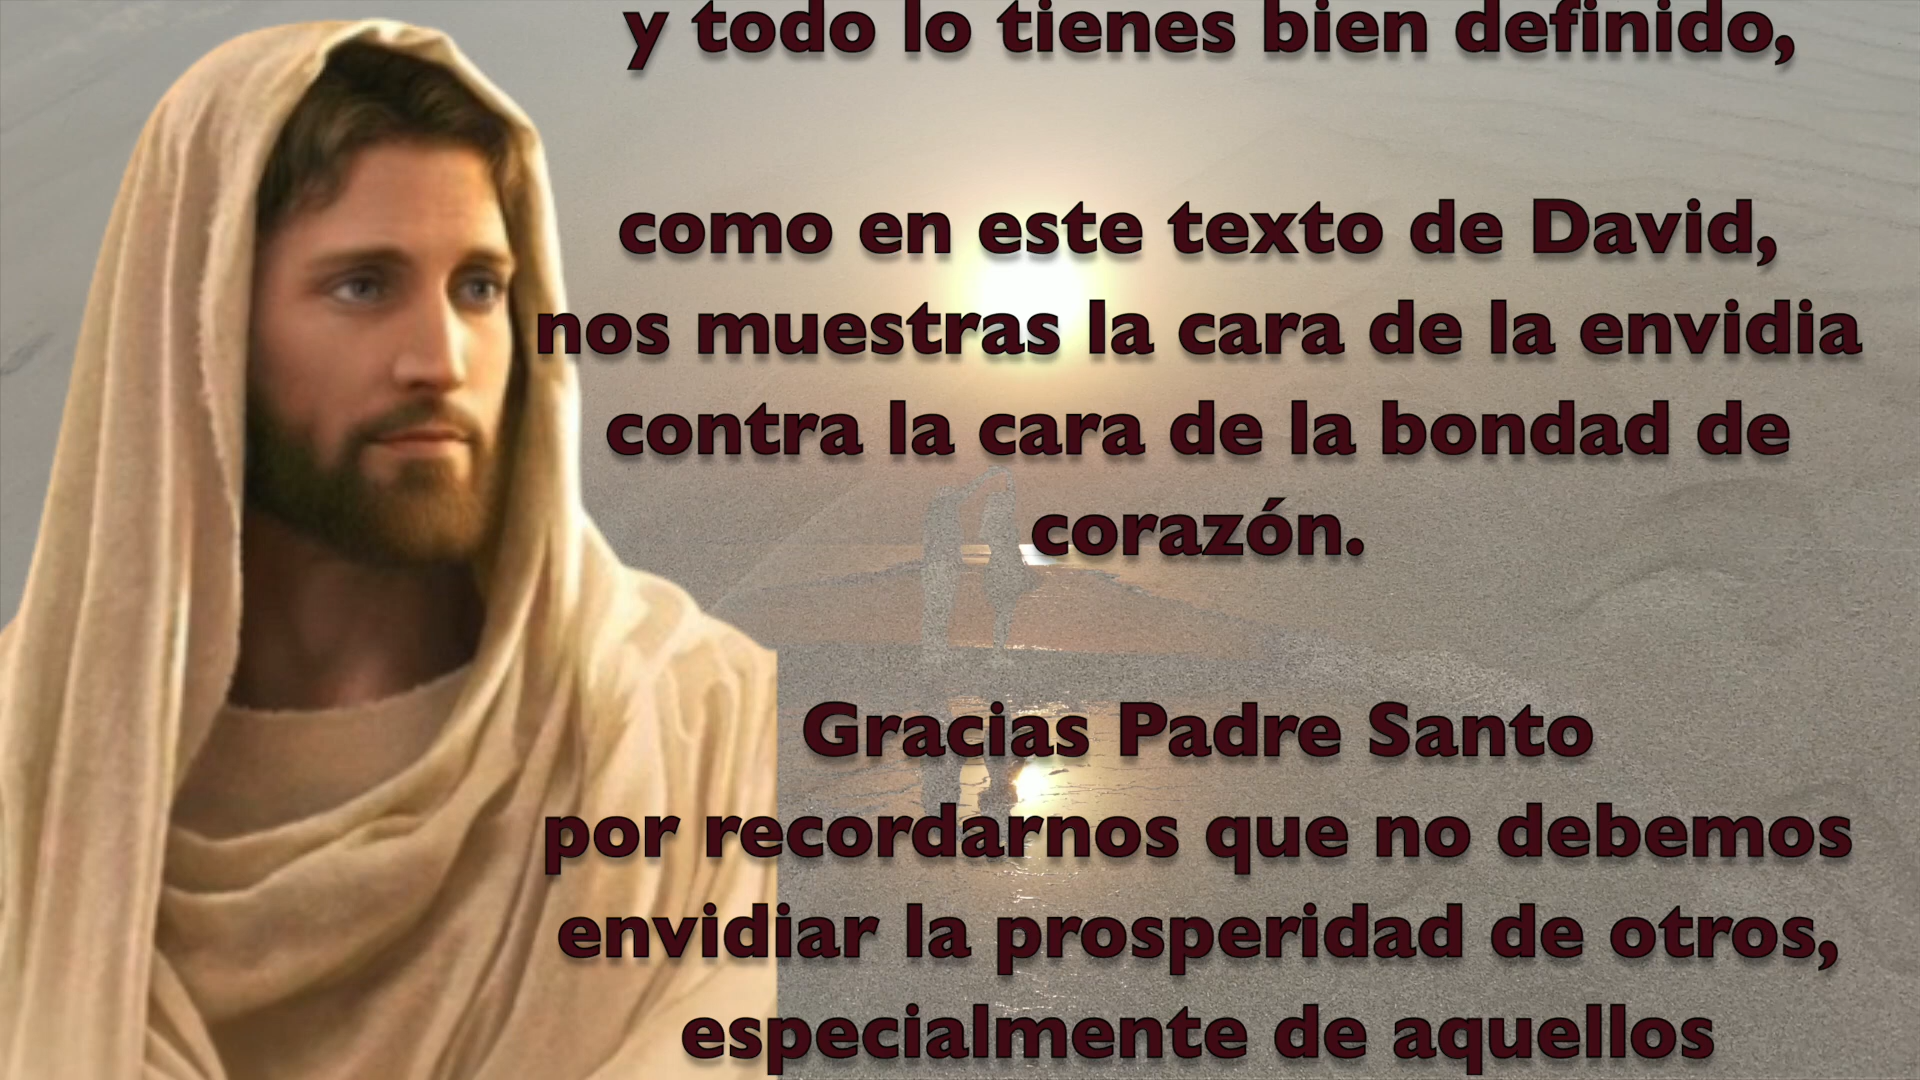 y todo lo tienes bien definido,
como en este texto de David,
nos muestras la cara de la envidia
contra la cara de la bondad de
corazón.
Gracias Padre Santo
por recordarnos que no debemos
envidiar la prosperidad de otros,
especialmente de aquellos